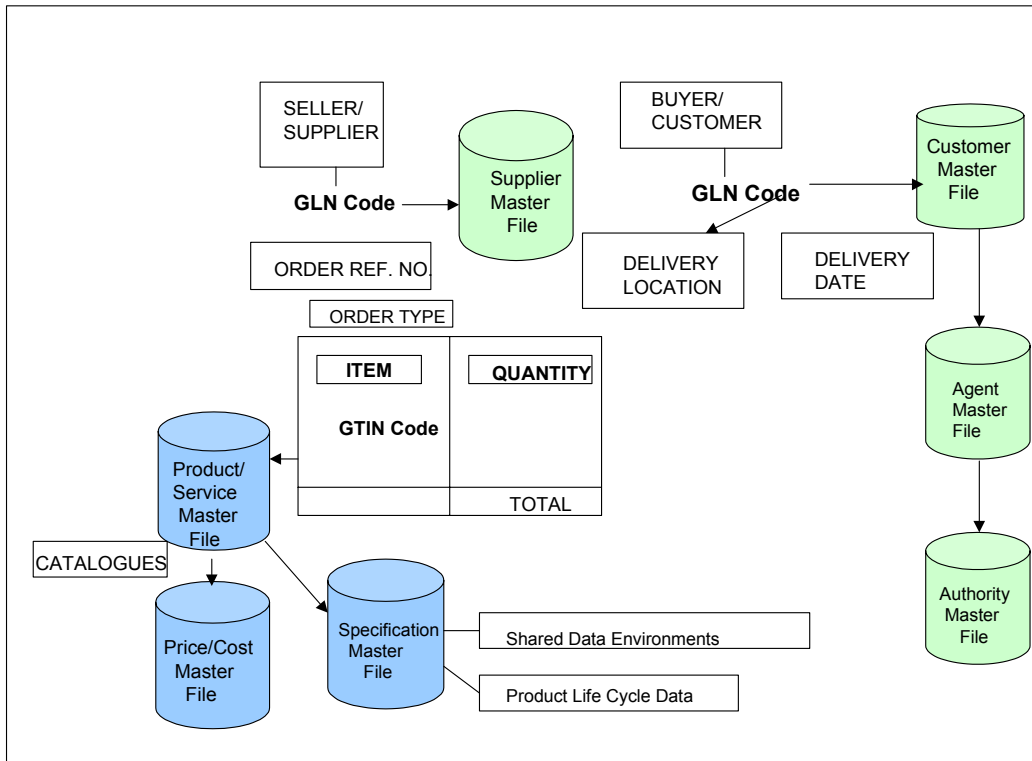 SELLER/
SUPPLIER
BUYER/
CUSTOMER
GLN Code
Supplier
Master
File
GLN Code
Customer
Master
File
ORDER REF. NO.
DELIVERY
LOCATION
DELIVERY
DATE
ORDER TYPE
ITEM
QUANTITY
GTIN Code
TOTAL
Agent
Master
File
Product/
Service
Master
File
CATALOGUES
Price/Cost
Master
File
Specification
Master
File
Shared Data Environments
Product Life Cycle Data
Authority
Master
File